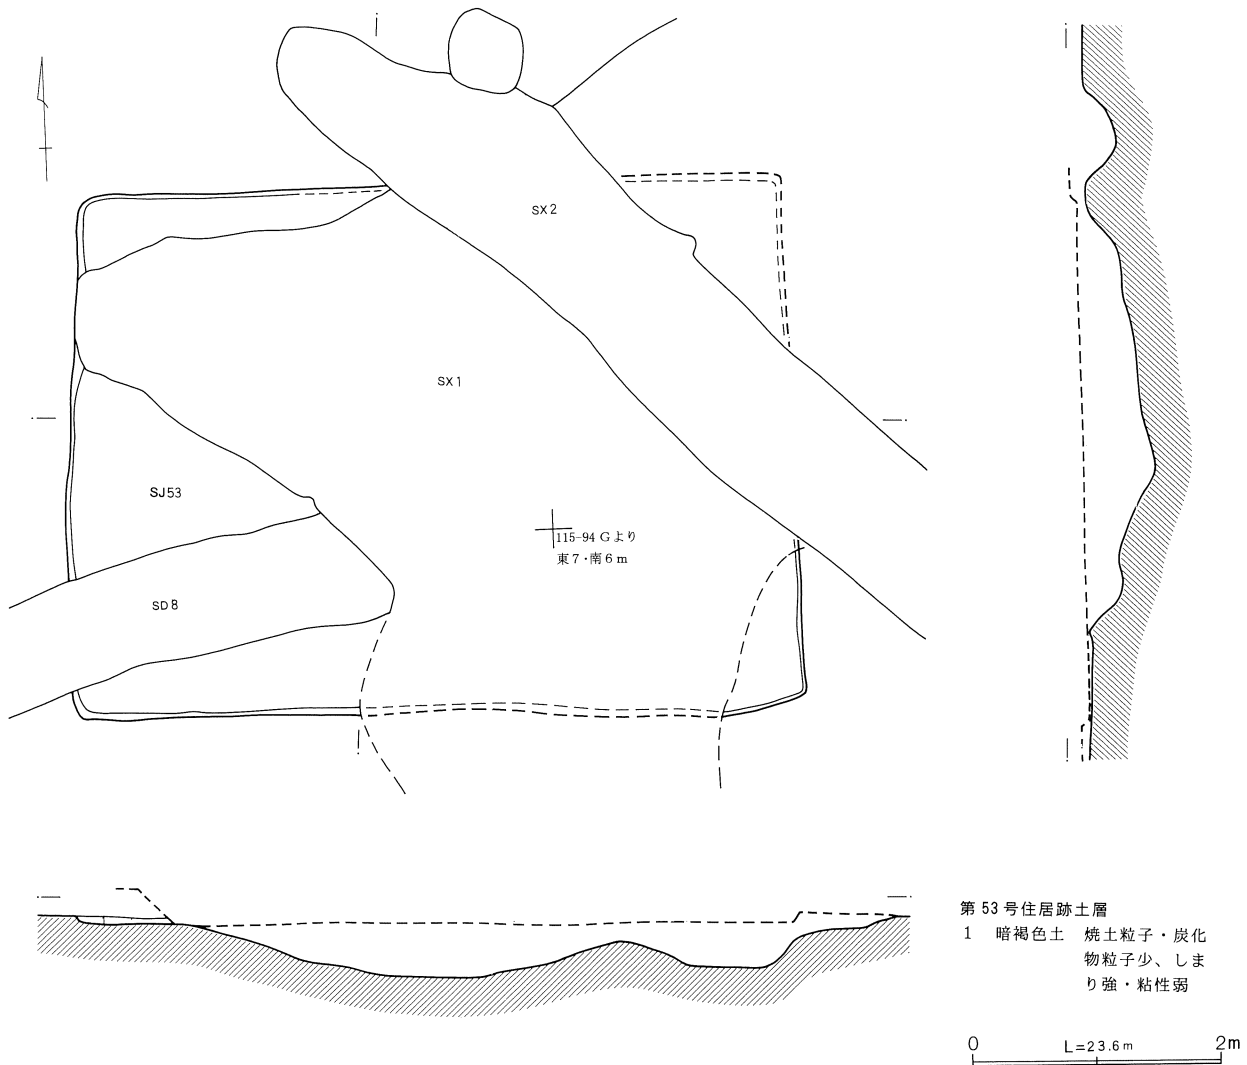 SX2
SX1
SJ53
115-94 Gより
東7・南6m
SD8
第53号住居跡土層
1 暗褐色土 焼土粒子・炭化
物粒子少、しま
り強・粘性弱
0 L=23.6m 2m